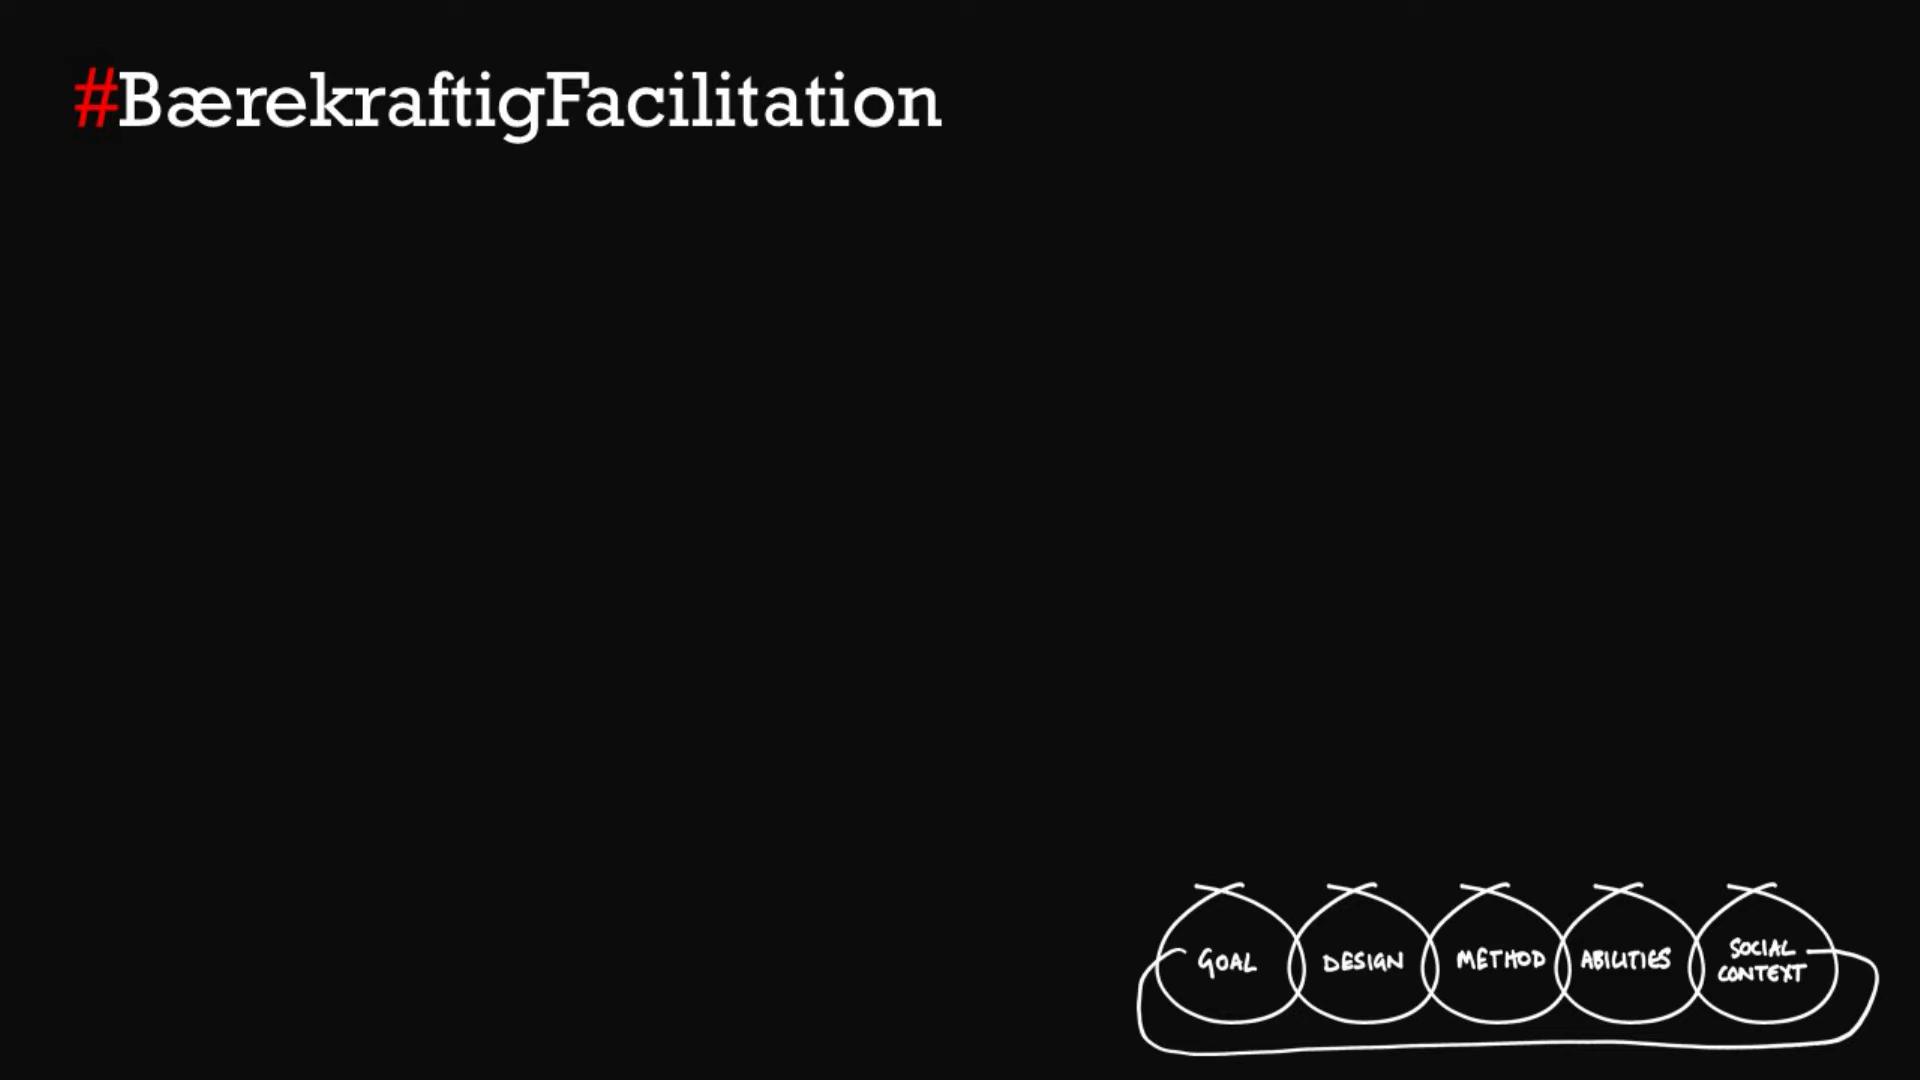 #BærekraftigFacilitation
GOAL
DESIGN
METHOD
ABILITIES
SOCIAL
CONTEXT